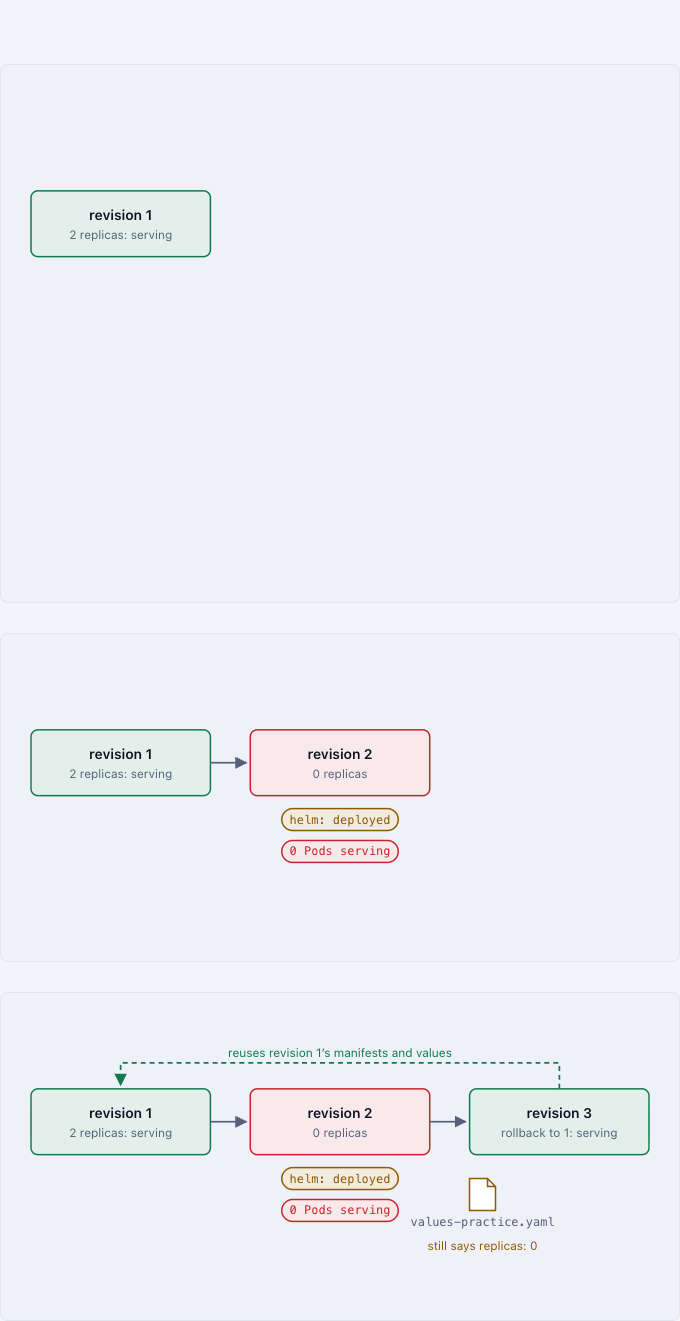 revision 1
2 replicas: serving
revision 1
2 replicas: serving
revision 2
0 replicas
helm: deployed
0 Pods serving
reuses revision 1’s manifests and values
revision 1
2 replicas: serving
revision 2
0 replicas
revision 3
rollback to 1: serving
helm: deployed
0 Pods serving
values-practice.yaml
still says replicas: 0